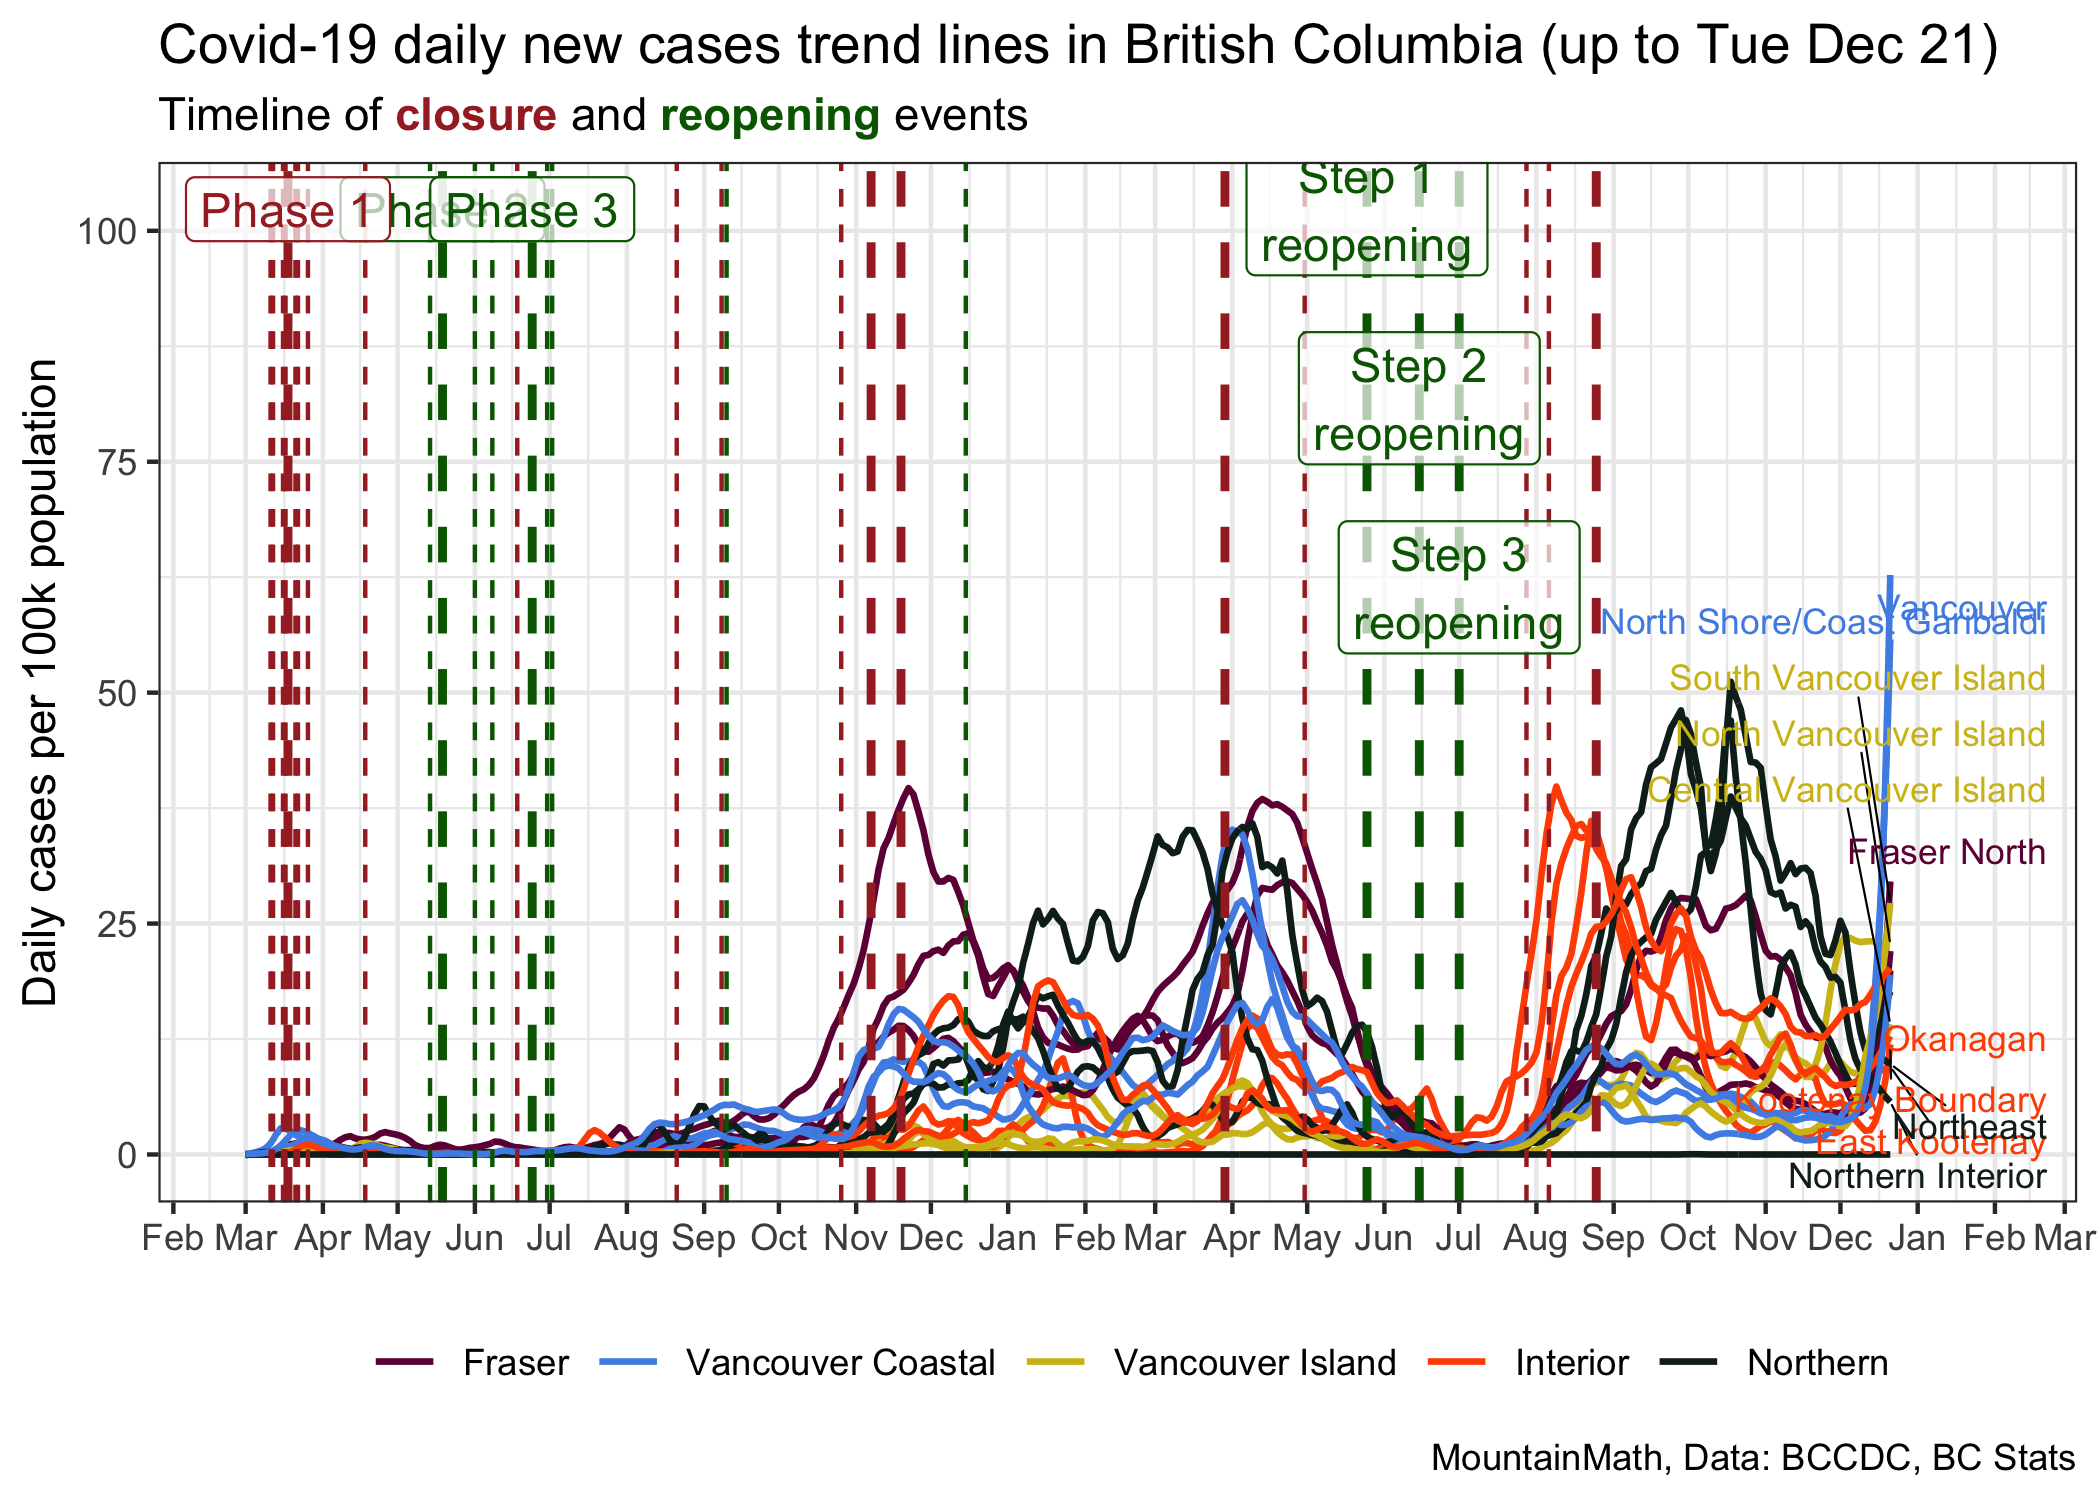 Covid-19 daily new cases trend lines in British Columbia (up to Tue Dec 21)
Timeline of closure and reopening events
Daily cases per 100k population
100
75
50
25
0
Phase 1
Phase 3
Step 1
reopening
Step 2
reopening
Step 3
reopening
Vancouver
North Shore/Coast Garibaldi
South Vancouver Island
North Vancouver Island
Central Vancouver Island
Fraser North
Okanagan
Kootenay Boundary
Northeast
East Kootenay
Northern Interior
Feb Mar Apr May Jun Jul Aug Sep Oct Nov Dec Jan Feb Mar Apr May Jun Jul Aug Sep Oct Nov Dec Jan Feb Mar
Fraser Vancouver Coastal Vancouver Island Interior Northern
MountainMath, Data: BCCDC, BC Stats